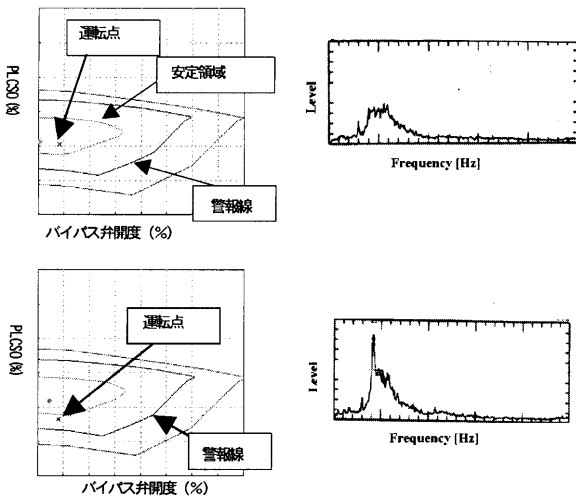 運転点
安定領域
PLCSO (%)
警報線
バイパス弁開度 (%)
Level
Frequency [Hz]
運転点
PLCSO (%)
警報線
バイパス弁開度 (%)
Level
Frequency [Hz]